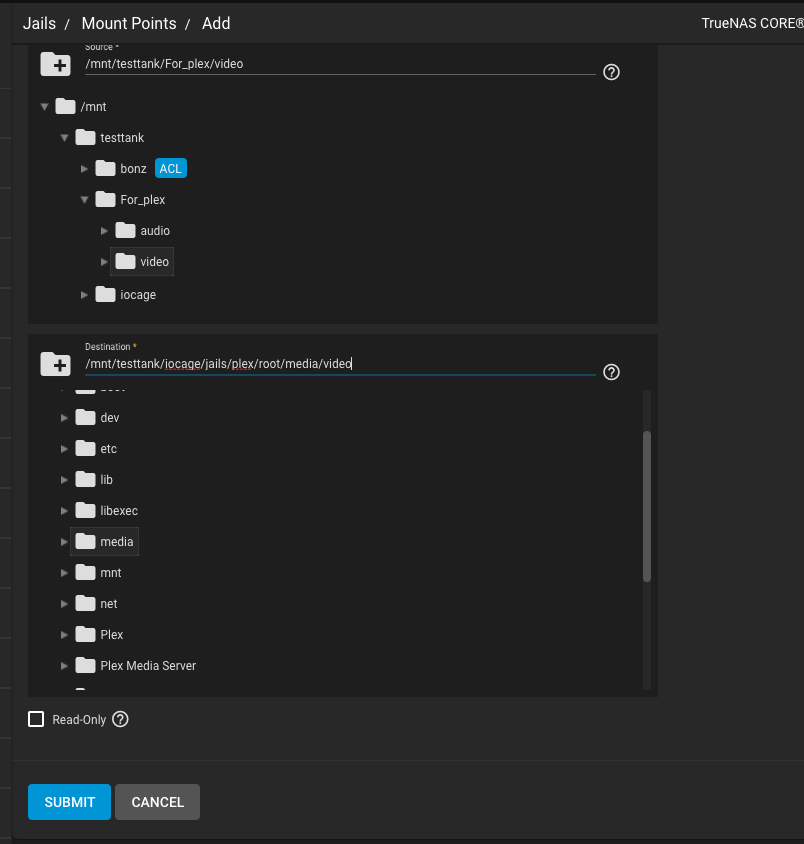 Jails / Mount Points / Add
TrueNAS CORE®
Source *
/mnt/testtank/For_plex/video
/mnt
testtank
bonz ACL
For_plex
audio
video
iocage
Destination *
/mnt/testtank/iocage/jails/plex/root/media/video
dev
etc
lib
libexec
media
mnt
net
Plex
Plex Media Server
Read-Only
SUBMIT CANCEL